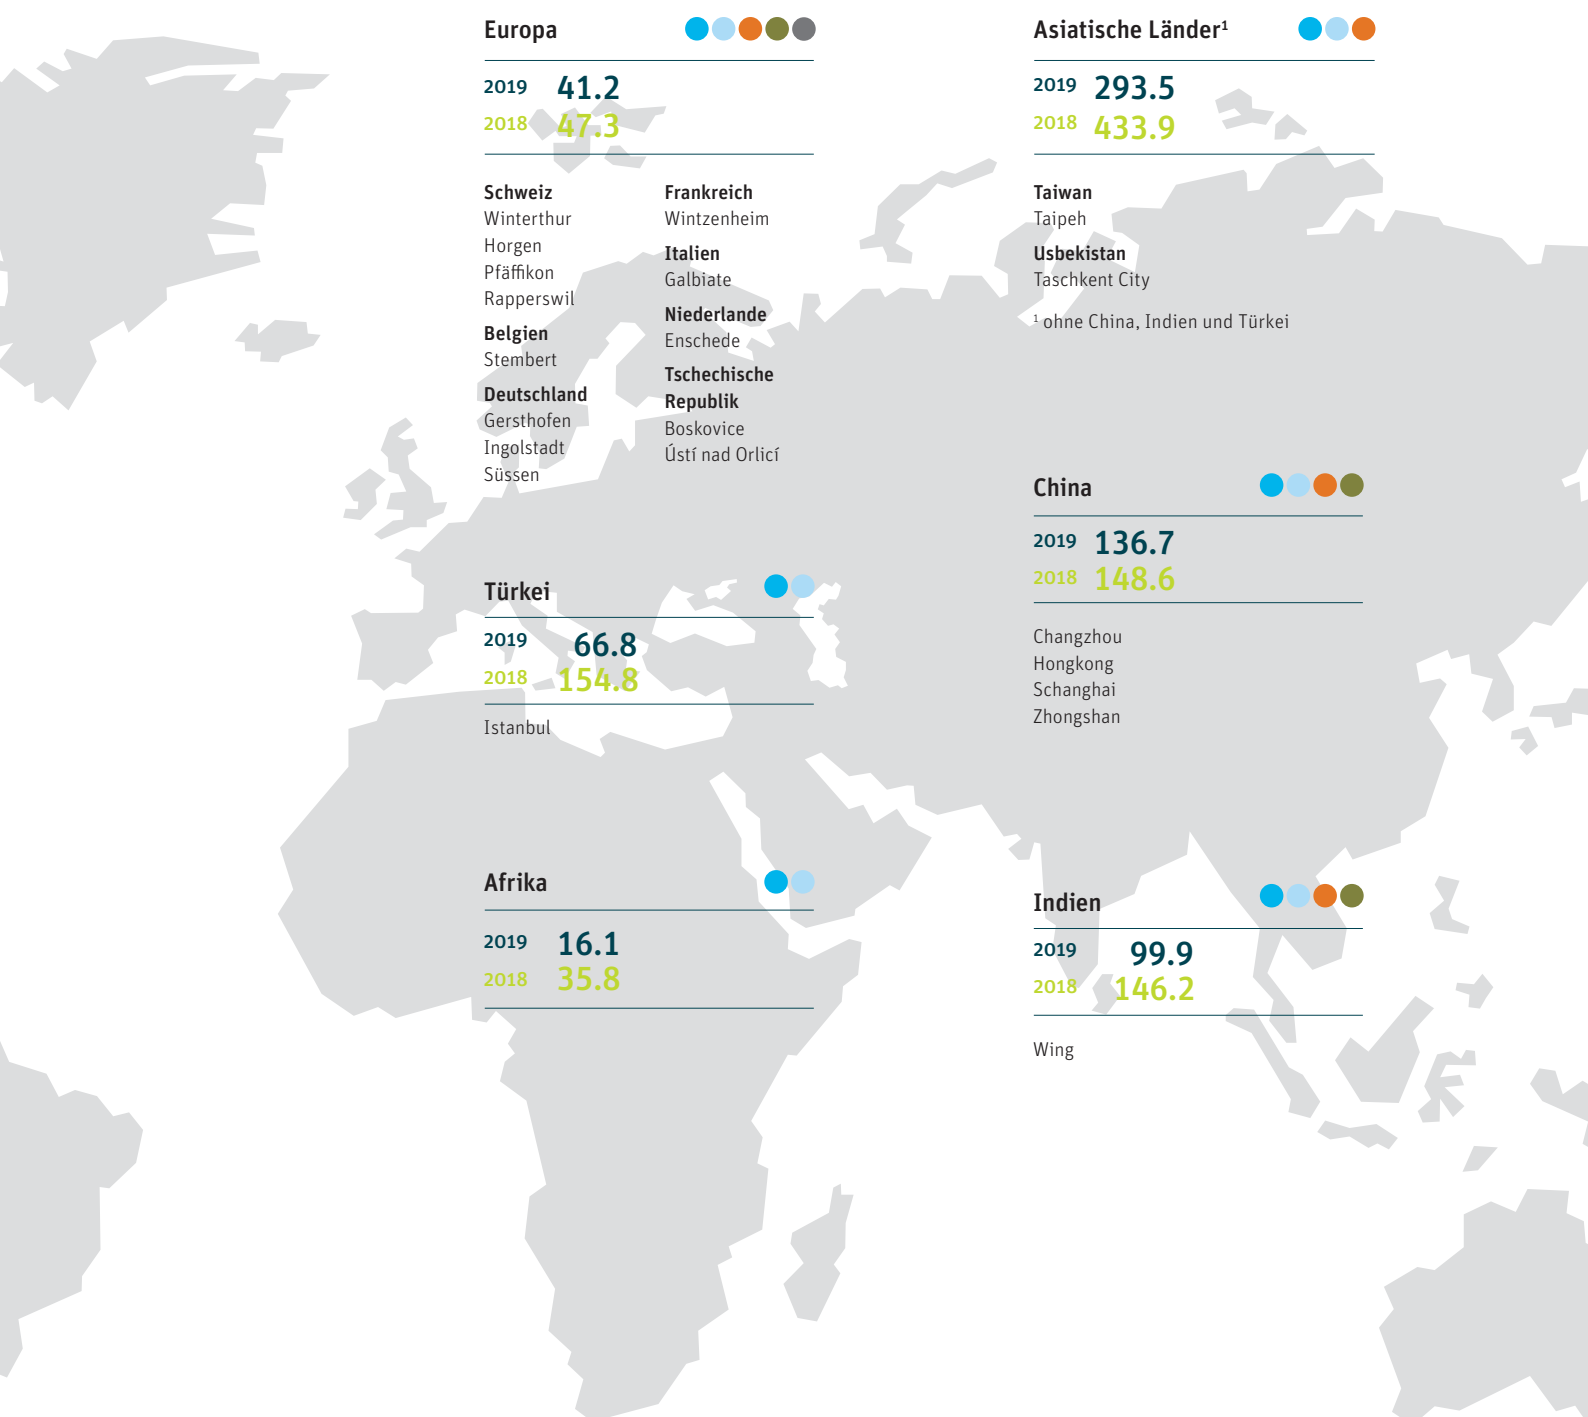 Europa
2019 41.2
2018 47.3
Schweiz
Winterthur
Horgen
Pfäffikon
Rapperswil
Belgien
Stembert
Deutschland
Gersthofen
Ingolstadt
Süssen
Frankreich
Wintzenheim
Italien
Galbiate
Niederlande
Enschede
Tschechische
Republik
Boskovice
Ústí nad Orlicí
Türkei
2019 66.8
2018 154.8
Istanbul
Afrika
2019 16.1
2018 35.8
Asiatische Länder¹
2019 293.5
2018 433.9
Taiwan
Taipeh
Usbekistan
Taschkent City
¹ ohne China, Indien und Türkei
China
2019 136.7
2018 148.6
Changzhou
Hongkong
Schanghai
Zhongshan
Indien
2019 99.9
2018 146.2
Wing